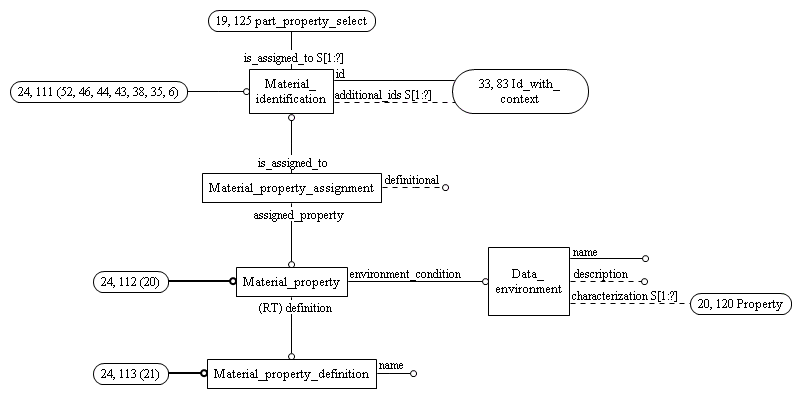 19, 125 part_property_select
is_assigned_to S[1:?]
id
24, 111 (52, 46, 44, 43, 38, 35, 6)
Material_
identification
additional_ids S[1:?]
33, 83 Id_with_
context
is_assigned_to
Material_property_assignment
definitional
assigned_property
24, 112 (20)
Material_property
environment_condition
Data_
environment
name
description
characterization S[1:?]
20, 120 Property
(RT) definition
24, 113 (21)
Material_property_definition
name